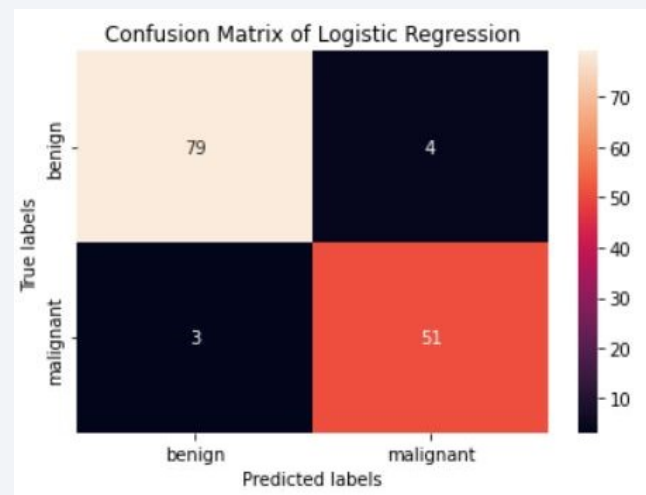 Confusion Matrix of Logistic Regression
True labels
benign
79
4
malignant
3
51
benign
malignant
Predicted labels
70
60
50
40
30
20
10